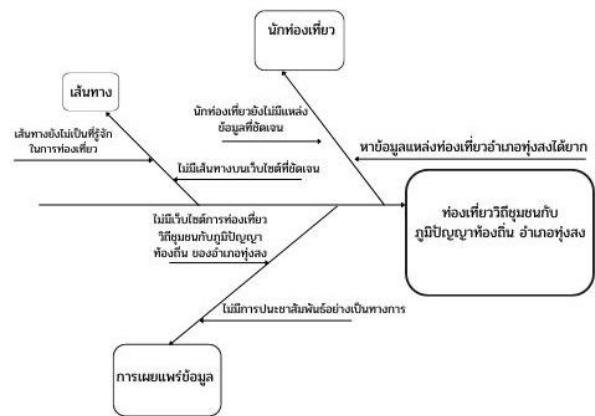 นักท่องเที่ยว
เส้นทาง
นักท่องเที่ยวยังไม่มีแหล่ง
ข้อมูลที่ชัดเจน
เส้นทางยังไม่เป็นที่รู้จัก
ในการท่องเที่ยว
หาข้อมูลแหล่งท่องเที่ยวอำเภอทุ่งสงได้ยาก
ไม่มีเส้นทางบนเว็บไซต์ที่ชัดเจน
ท่องเที่ยววิถีชุมชนกับ
ภูมิปัญญาท้องถิ่น อำเภอทุ่งสง
ไม่มีเว็บไซต์การท่องเที่ยว
วิถีชุมชนกับภูมิปัญญา
ท้องถิ่น ของอำเภอทุ่งสง
ไม่มีการปนะชาสัมพันธ์อย่างเป็นทางการ
การเผยแพร่ข้อมูล